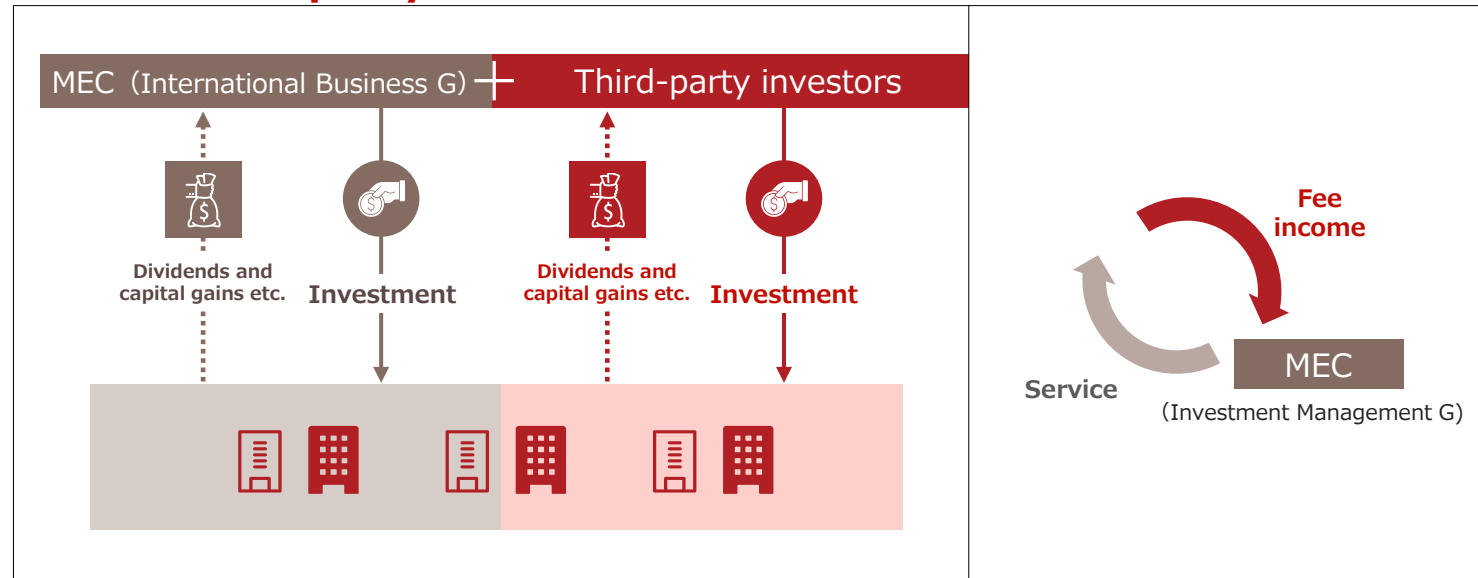 MEC（International Business G）
Third-party investors
Dividends and
capital gains etc.
Investment
Dividends and
capital gains etc.
Investment
Fee
income
Service
MEC
(Investment Management G)